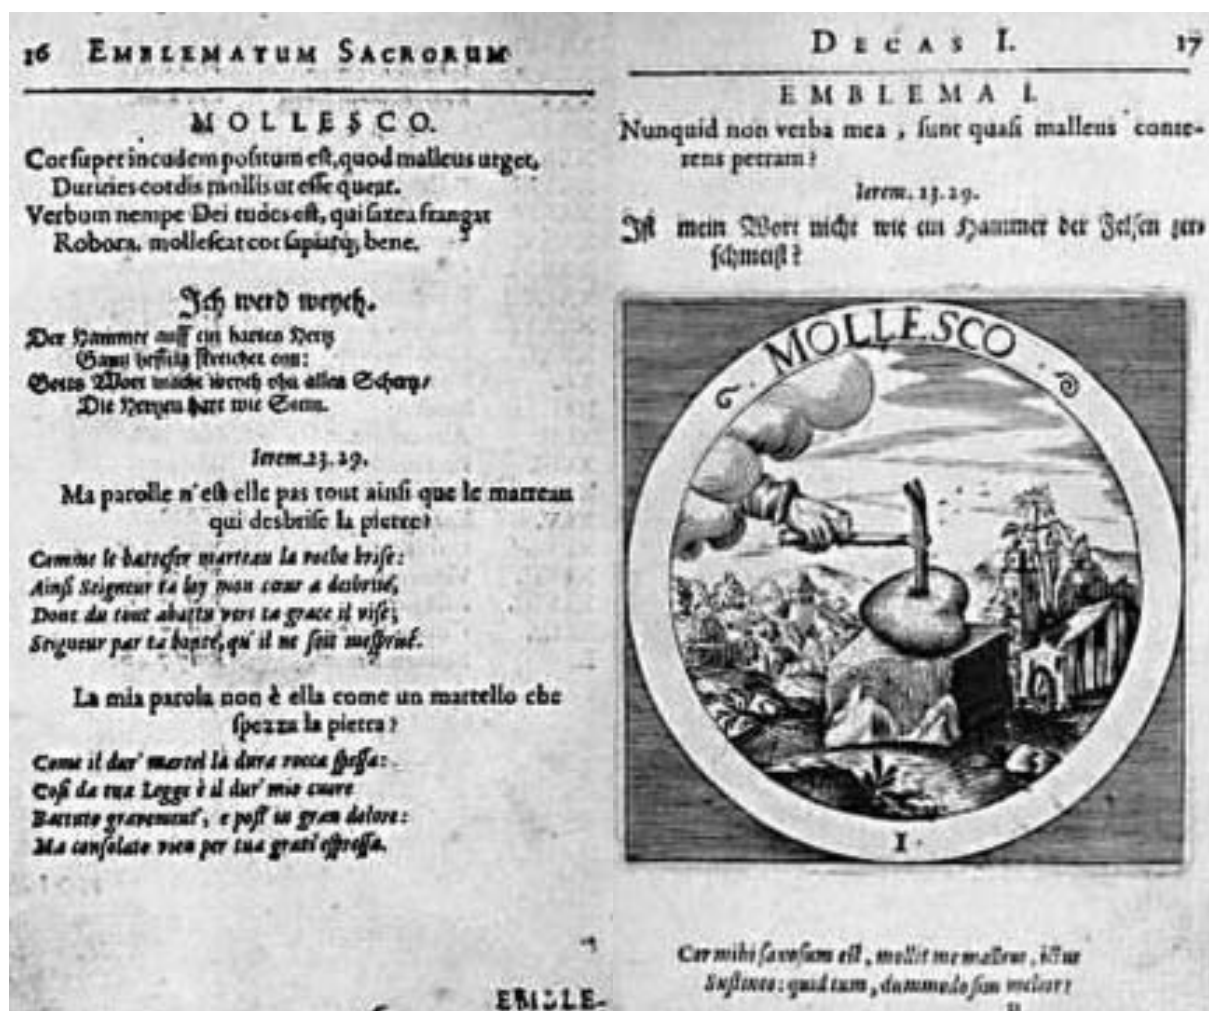 16 EMBLEMATUM SACRORUM
MOLLESCO.
Cor super incudem positum est, quod malleus urget,
Durities cordis mollis ut esse queat.
Verbum nempe Dei tudes est, qui saxea frangat
Robora, mollescat cor sapiatq; bene.
Ich werd weych.
Der Hammer auff ein harten Hertz
Gantz hefftig streichet
Gottes Wort macht weych ohn allen Schertz/
Die Hertzen hart wie Stein.
Ierem. 23. 29.
Ma parolle n'est elle pas tout ainsi que le marteau
qui desbrise la pierre?
Comme le marteau la roche brise:
Ainsi Seigneur ta loy mon cœur a desbrisé,
Dont du tout abattu vers ta grace il vise;
Seigneur par ta bonté, qu'il ne soit mesprisé.
La mia parola non è ella come un martello che
spezza la pietra?
Come il dur' martel la dura rocca spessa:
Cosi da tua Legge è il dur' mio cuore
Battuto gravement', e post' in gran dolore:
Ma consolato vien per tua grati' espressa.
EMBLE-
DECAS I. 17
EMBLEMA I.
Nunquid non verba mea, sunt quasi malleus conte-
rens petram?
Ierem. 23. 29.
Ist mein Wort nicht wie ein Hammer der Felsen zers
schmeist?
MOLLESCO
I.
Cor mihi saxosum est, mollit me malleus, ictus
Sustineo: quid tum, dummodo sim melior?